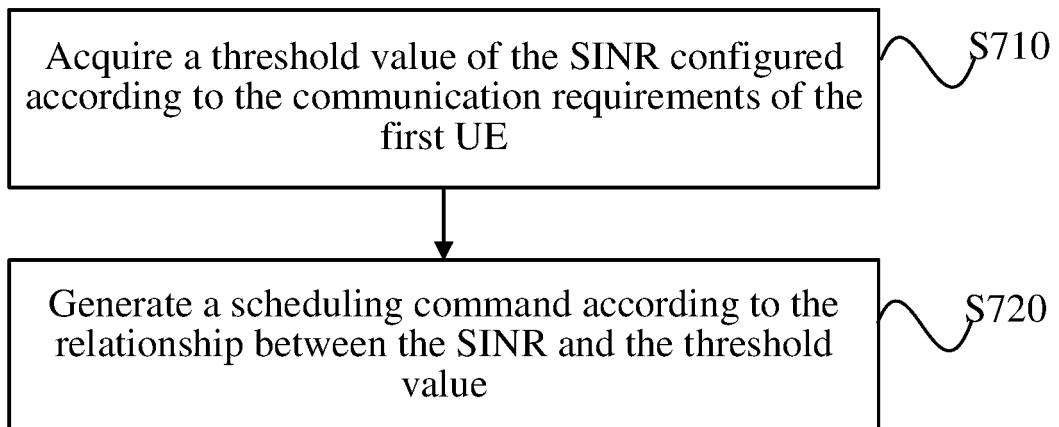 Acquire a threshold value of the SINR configured
according to the communication requirements of the
first UE
S710
Generate a scheduling command according to the
relationship between the SINR and the threshold
value
S720